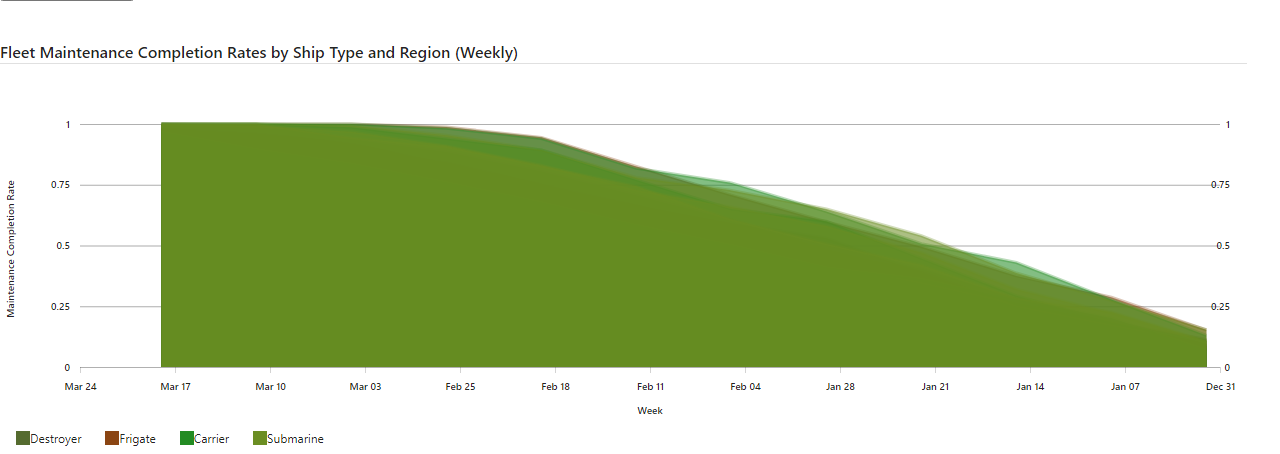 Fleet Maintenance Completion Rates by Ship Type and Region (Weekly)
1 1
0.75 0.75
0.5 0.5
0.25 0.25
0 0
Maintenance Completion Rate
Mar 24 Mar 17 Mar 10 Mar 03 Feb 25 Feb 18 Feb 11 Feb 04 Jan 28 Jan 21 Jan 14 Jan 07 Dec 31
Week
Destroyer Frigate Carrier Submarine